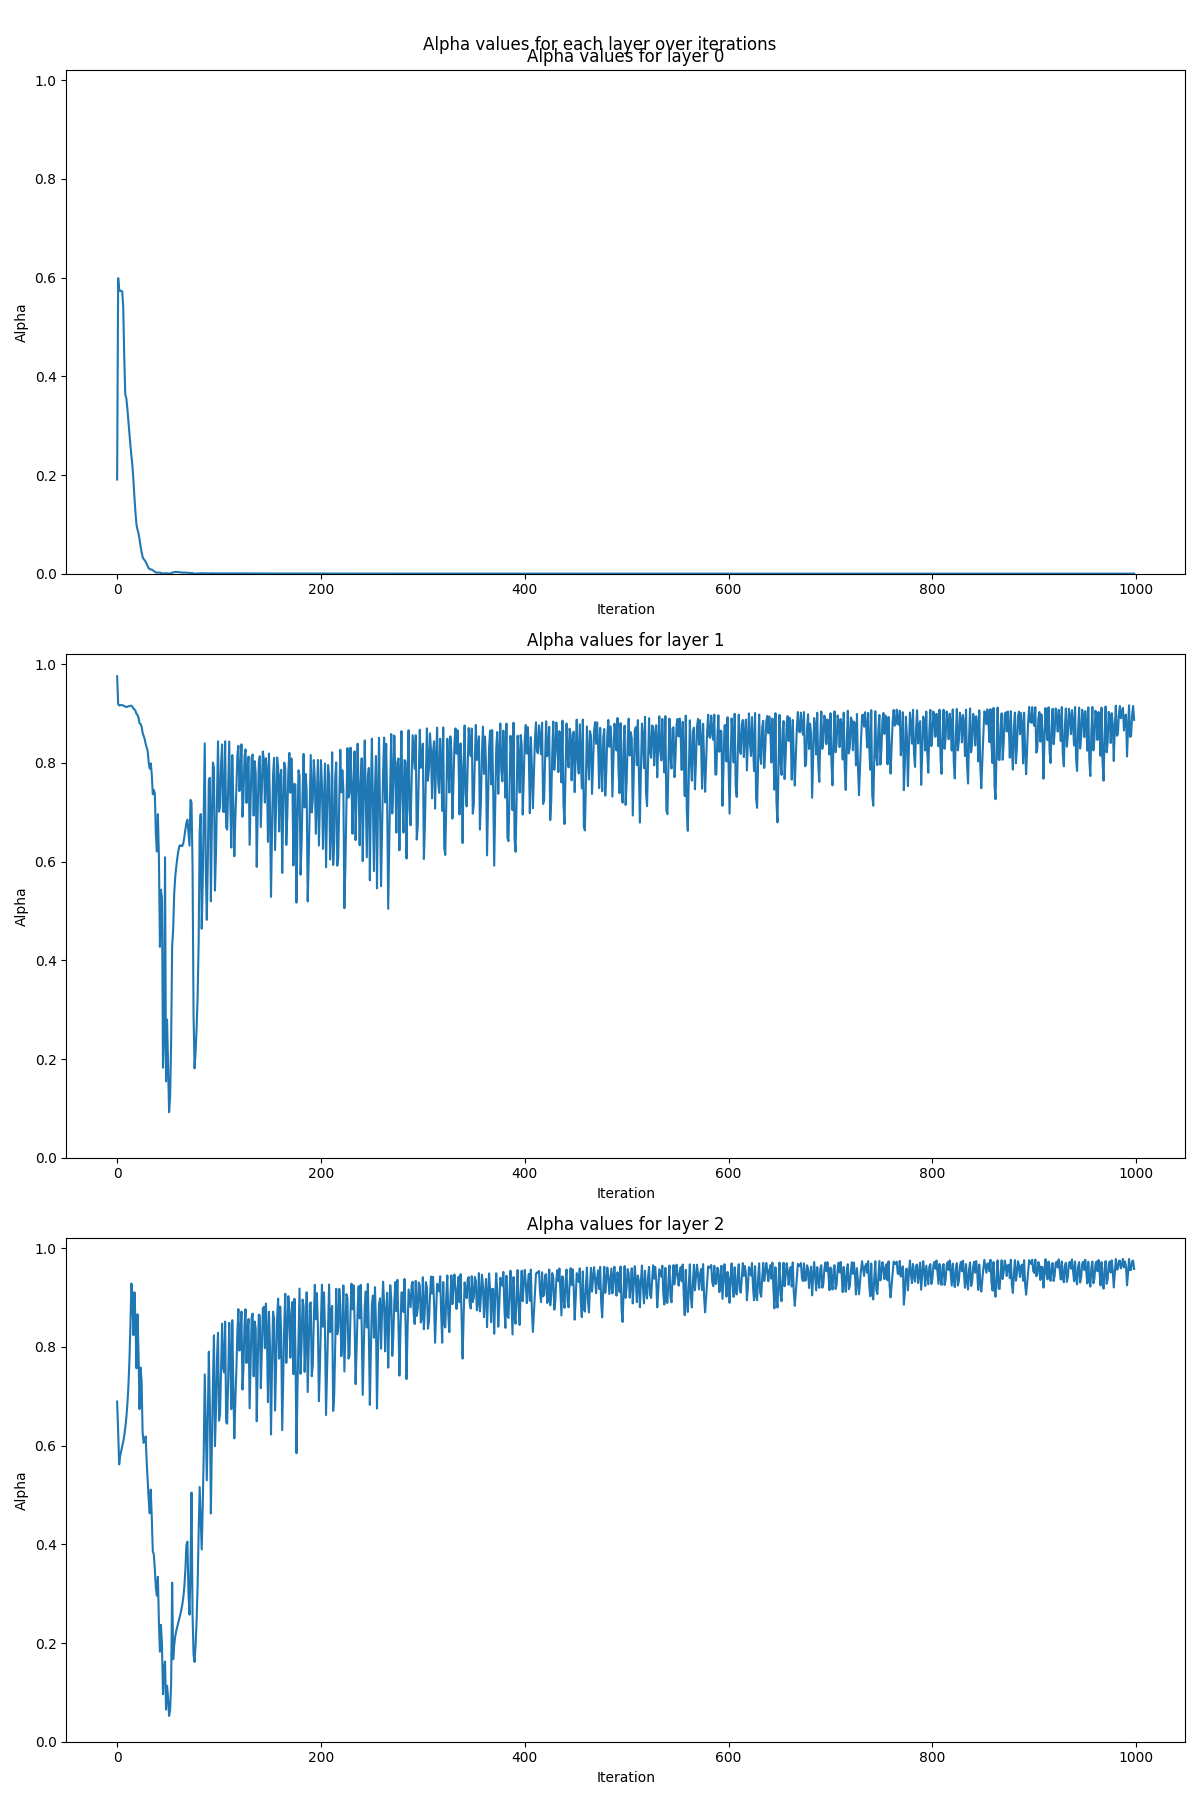 Alpha values for each layer over iterations
Alpha values for layer 0
1.0
0.8
0.6
0.4
0.2
0.0
Alpha
0 200 400 600 800 1000
Iteration
Alpha values for layer 1
1.0
0.8
0.6
0.4
0.2
0.0
Alpha
0 200 400 600 800 1000
Iteration
Alpha values for layer 2
1.0
0.8
0.6
0.4
0.2
0.0
Alpha
0 200 400 600 800 1000
Iteration